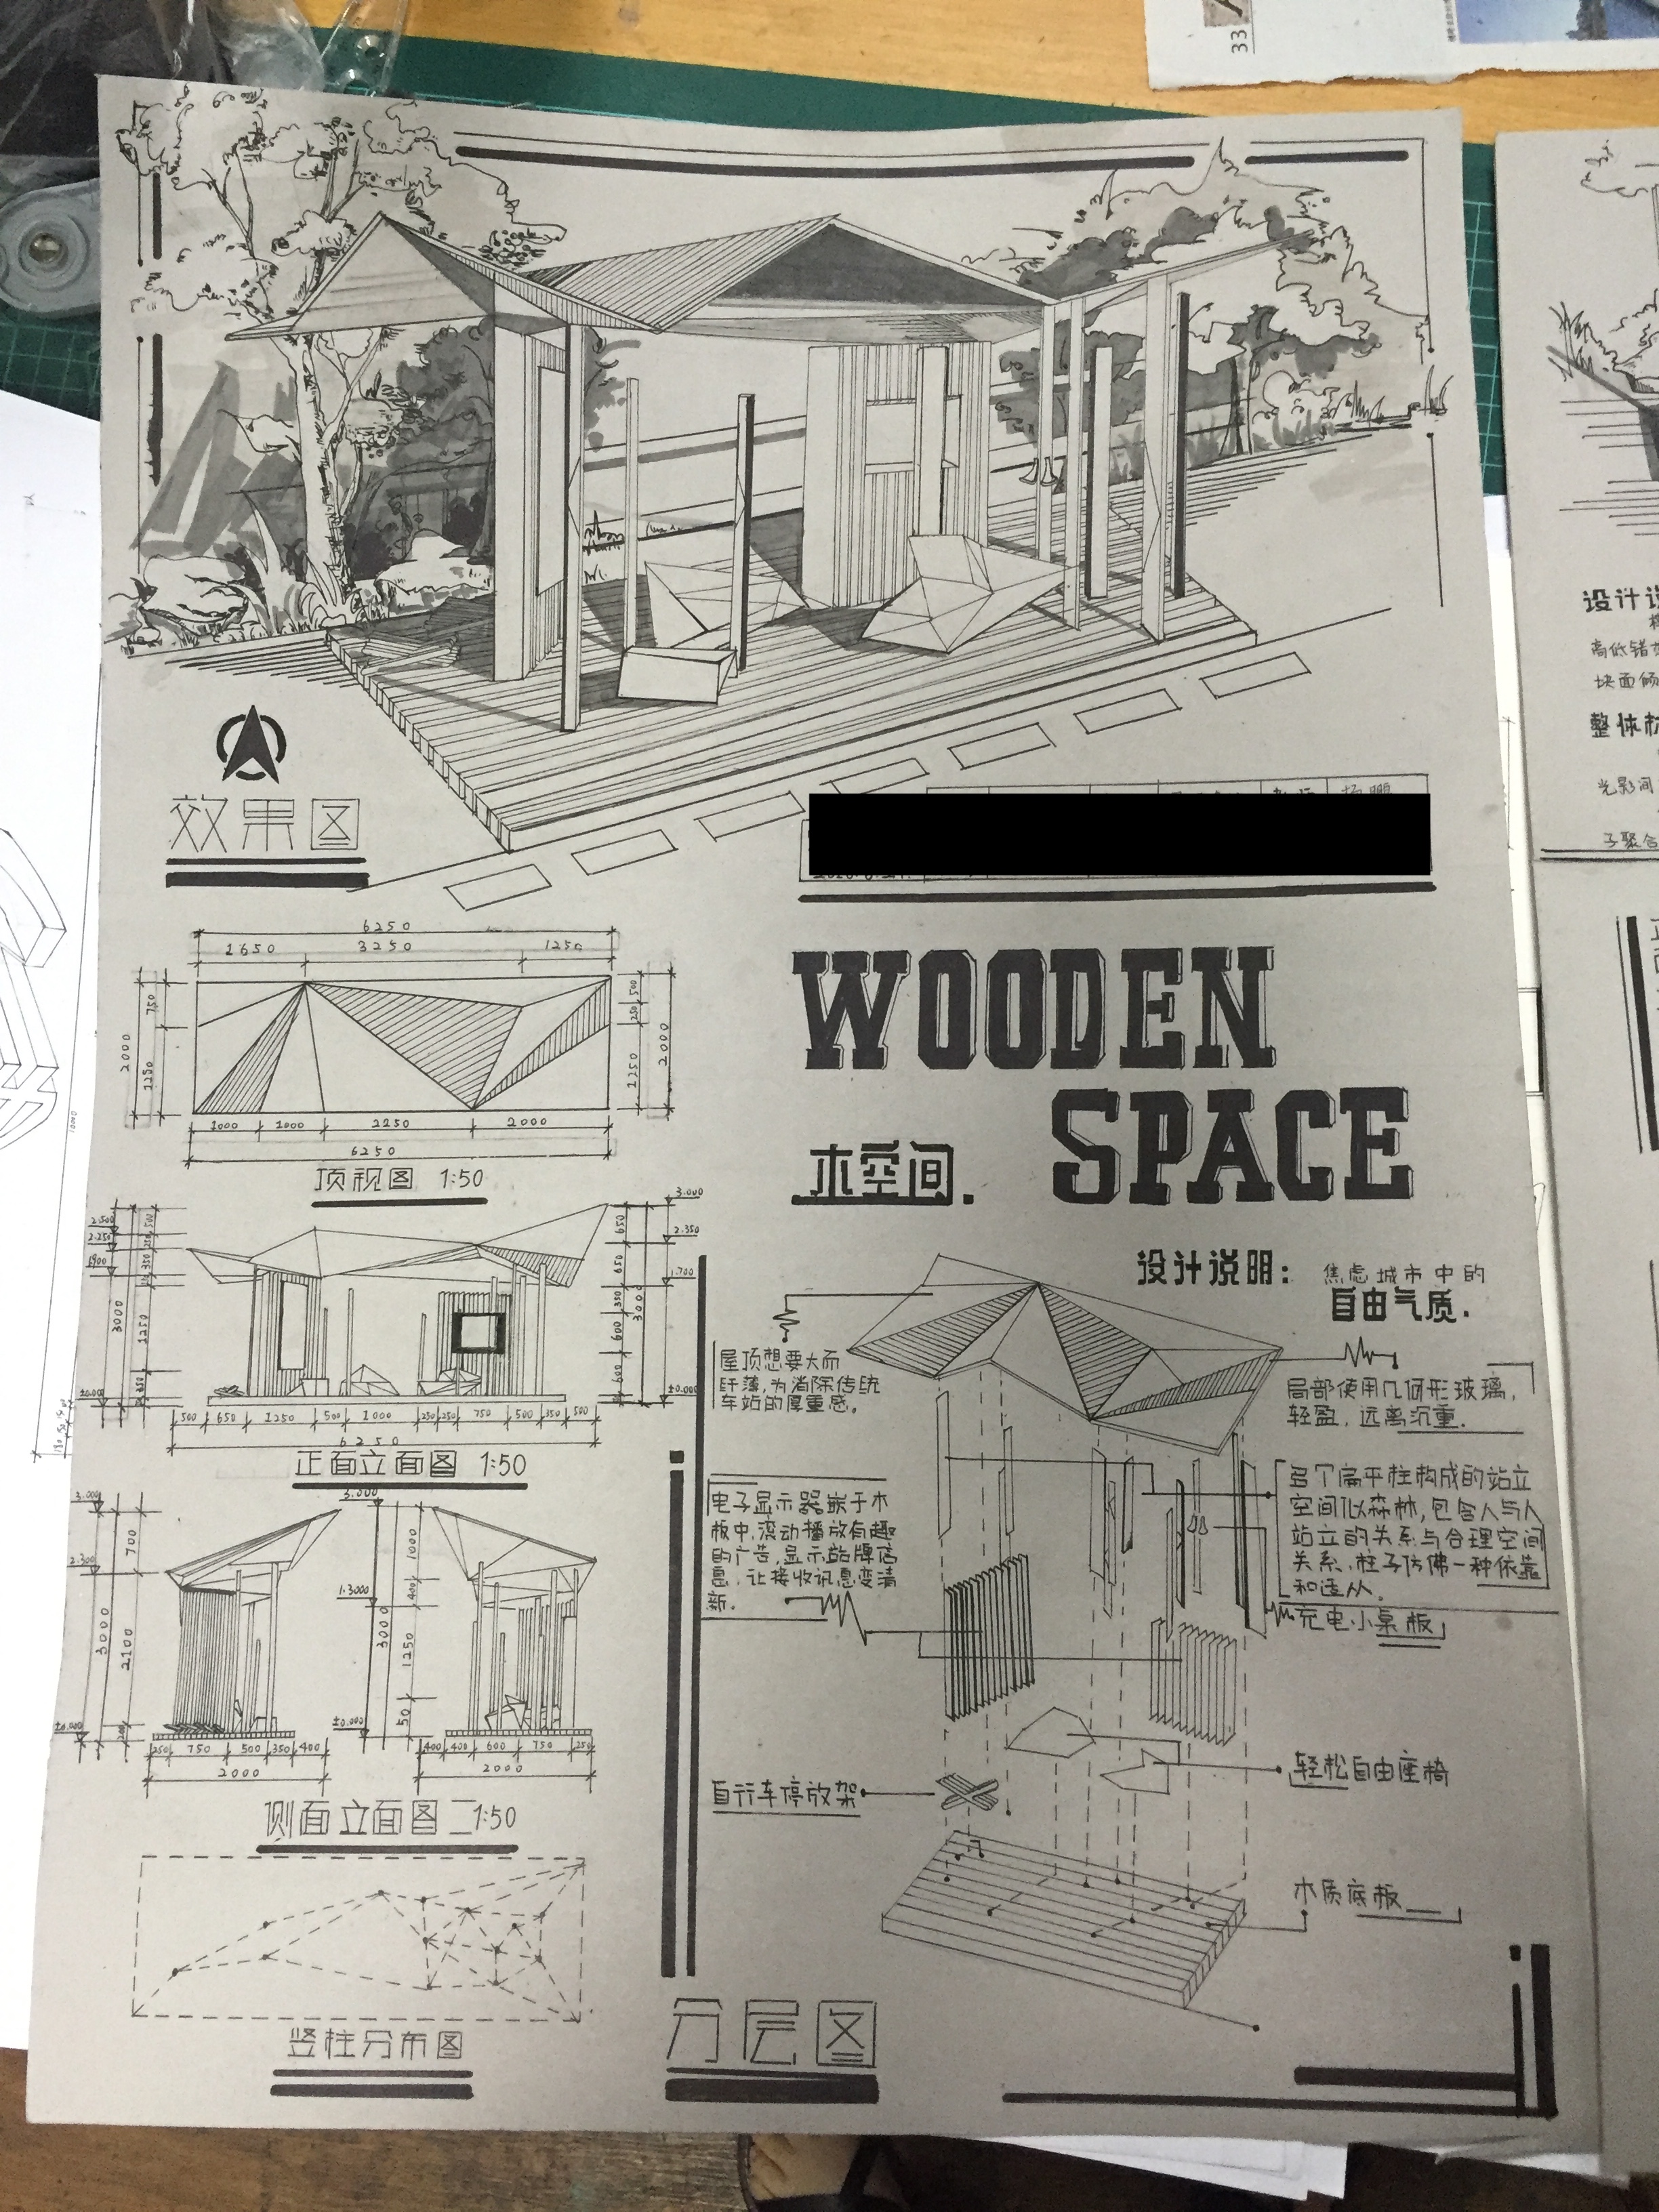 33
效果图
WOODEN
SPACE
木空间.
6250
1650 3250 1250
2000
750
1250
500
250
1250
2000
1000 1000 2250 2000
6250
顶视图 1:50
3.000
2.350
1.700
±0.000
2.500
2.250
1900
±0.000
3000
1250
650
650
350
600
600
3000
500 650 1250 500 1000 250 250 750 500 350 500
6250
正面立面图 1:50
3.000
2.300
±0.000
700
3000
2100
250 750 500 350 400
2000
3.000
1.3000
±0.000
1000
400
3000
1250
50
400 400 600 750 250
2000
侧面立面图二1:50
竖柱分布图
设计说明: 焦虑城市中的
自由气质.
屋顶想要大而
纤薄,为消除传统
车站的厚重感。
局部使用几何形玻璃,
轻盈,远离沉重.
电子显示器嵌于木
板中,滚动播放有趣
的广告,显示站牌信
息,让接收讯息变清
新.
多个扁平柱构成的站立
空间似森林,包含人与人
站立的关系与合理空间
关系.柱子仿佛一种依靠
和适从.
充电小桌板
自行车停放架
轻松自由座椅
木质底板
分层图
设计说
高低错
块面倾
整体材
光影间
子聚合